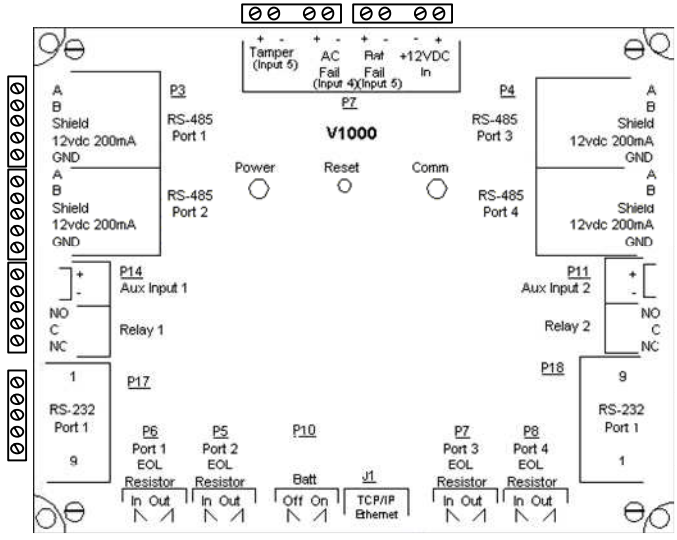 + - + - + - - +
Tamper AC Bat +12VDC
(Input 5) Fail Fail In
(Input 4) (Input 5)
P7
V1000
Power Reset Comm
P3
RS-485
Port 1
A
B
Shield
12vdc 200mA
GND
A
B
Shield
12vdc 200mA
GND
RS-485
Port 2
P4
RS-485
Port 3
A
B
Shield
12vdc 200mA
GND
RS-485
Port 4
A
B
Shield
12vdc 200mA
GND
+
-
P14
Aux Input 1
NO
C
NC
Relay 1
P11
Aux Input 2
+
-
Relay 2
NO
C
NC
1
RS-232
Port 1
9
P17
P18
9
RS-232
Port 1
1
P6
Port 1
EOL
Resistor
In Out
P5
Port 2
EOL
Resistor
In Out
P10
Batt
Off On
J1
TCP/IP
Ethernet
P7
Port 3
EOL
Resistor
In Out
P8
Port 4
EOL
Resistor
In Out